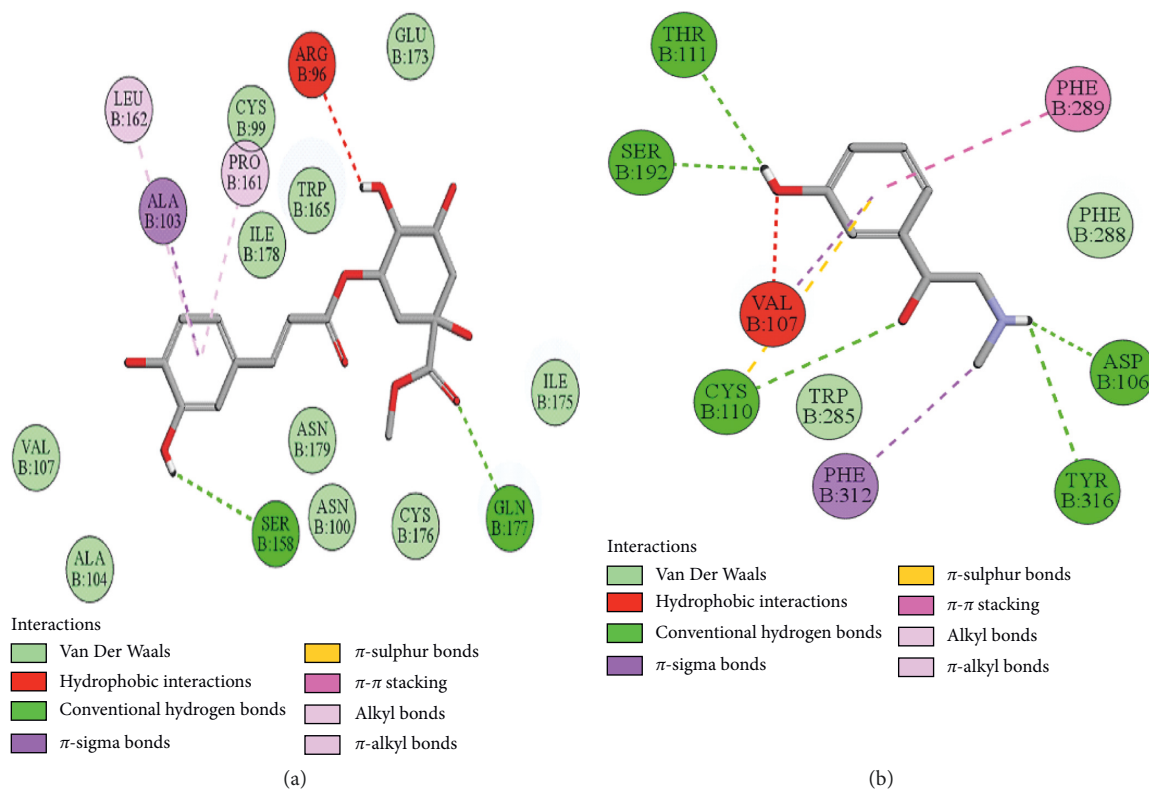 ARG
B:96
GLU
B:173
LEU
B:162
CYS
B:99
PRO
B:161
TRP
B:165
ALA
B:103
ILE
B:178
ILE
B:175
VAL
B:107
ASN
B:179
ASN
B:100
SER
B:158
CYS
B:176
GLN
B:177
ALA
B:104
Interactions
Van Der Waals
Hydrophobic interactions
Conventional hydrogen bonds
π-sigma bonds
π-sulphur bonds
π-π stacking
Alkyl bonds
π-alkyl bonds
(a)
THR
B:111
PHE
B:289
SER
B:192
PHE
B:288
VAL
B:107
CYS
B:110
TRP
B:285
ASP
B:106
PHE
B:312
TYR
B:316
Interactions
Van Der Waals
Hydrophobic interactions
Conventional hydrogen bonds
π-sigma bonds
π-sulphur bonds
π-π stacking
Alkyl bonds
π-alkyl bonds
(b)